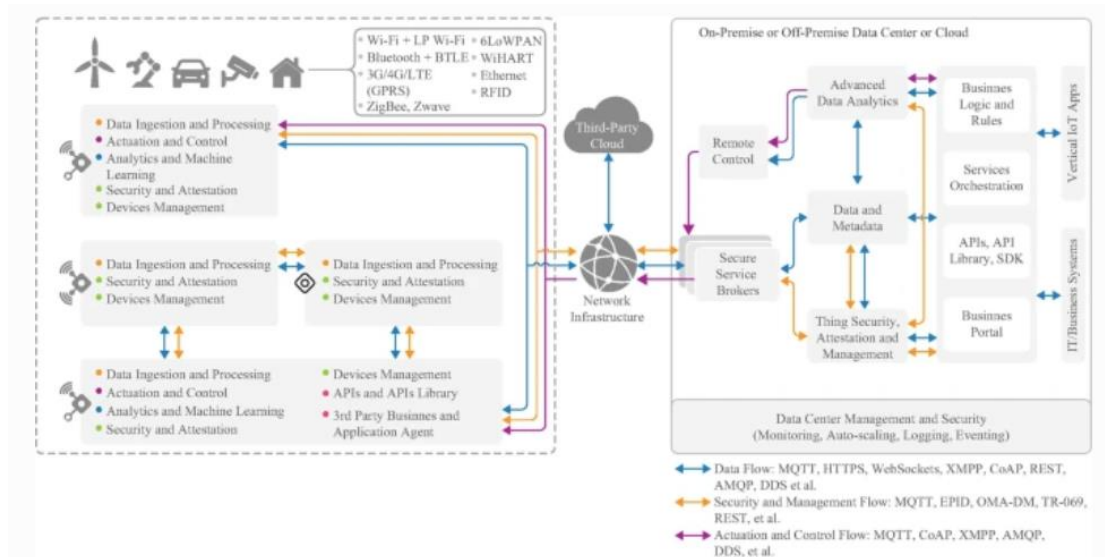 • Wi-Fi + LP Wi-Fi
• Bluetooth + BTLE
• 3G/4G/LTE
(GPRS)
• ZigBee, Zwave
• 6LoWPAN
• WiHART
• Ethernet
• RFID
• Data Ingestion and Processing
• Actuation and Control
• Analytics and Machine
Learning
• Security and Attestation
• Devices Management
• Data Ingestion and Processing
• Security and Attestation
• Devices Management
• Data Ingestion and Processing
• Security and Attestation
• Devices Management
• Data Ingestion and Processing
• Actuation and Control
• Analytics and Machine Learning
• Security and Attestation
• Devices Management
• APIs and APIs Library
• 3rd Party Businnes and
Application Agent
Third-Party
Cloud
Network
Infrastructure
On-Premise or Off-Premise Data Center or Cloud
Remote
Control
Advanced
Data Analytics
Data and
Metadata
Secure
Service
Brokers
Thing Security,
Attestation and
Management
Businnes
Logic and
Rules
Services
Orchestration
APIs, API
Library, SDK
Businnes
Portal
Vertical IoT Apps
IT/Business Systems
Data Center Management and Security
(Monitoring, Auto-scaling, Logging, Eventing)
Data Flow: MQTT, HTTPS, WebSockets, XMPP, CoAP, REST,
AMQP, DDS et al.
Security and Management Flow: MQTT, EPID, OMA-DM, TR-069,
REST, et al.
Actuation and Control Flow: MQTT, CoAP, XMPP, AMQP,
DDS, et al.